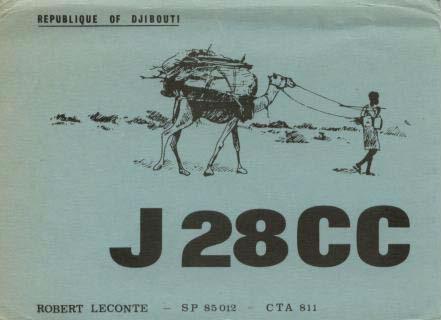 REPUBLIQUE OF DJIBOUTI
J28CC
ROBERT LECONTE – SP 85012 – CTA 811